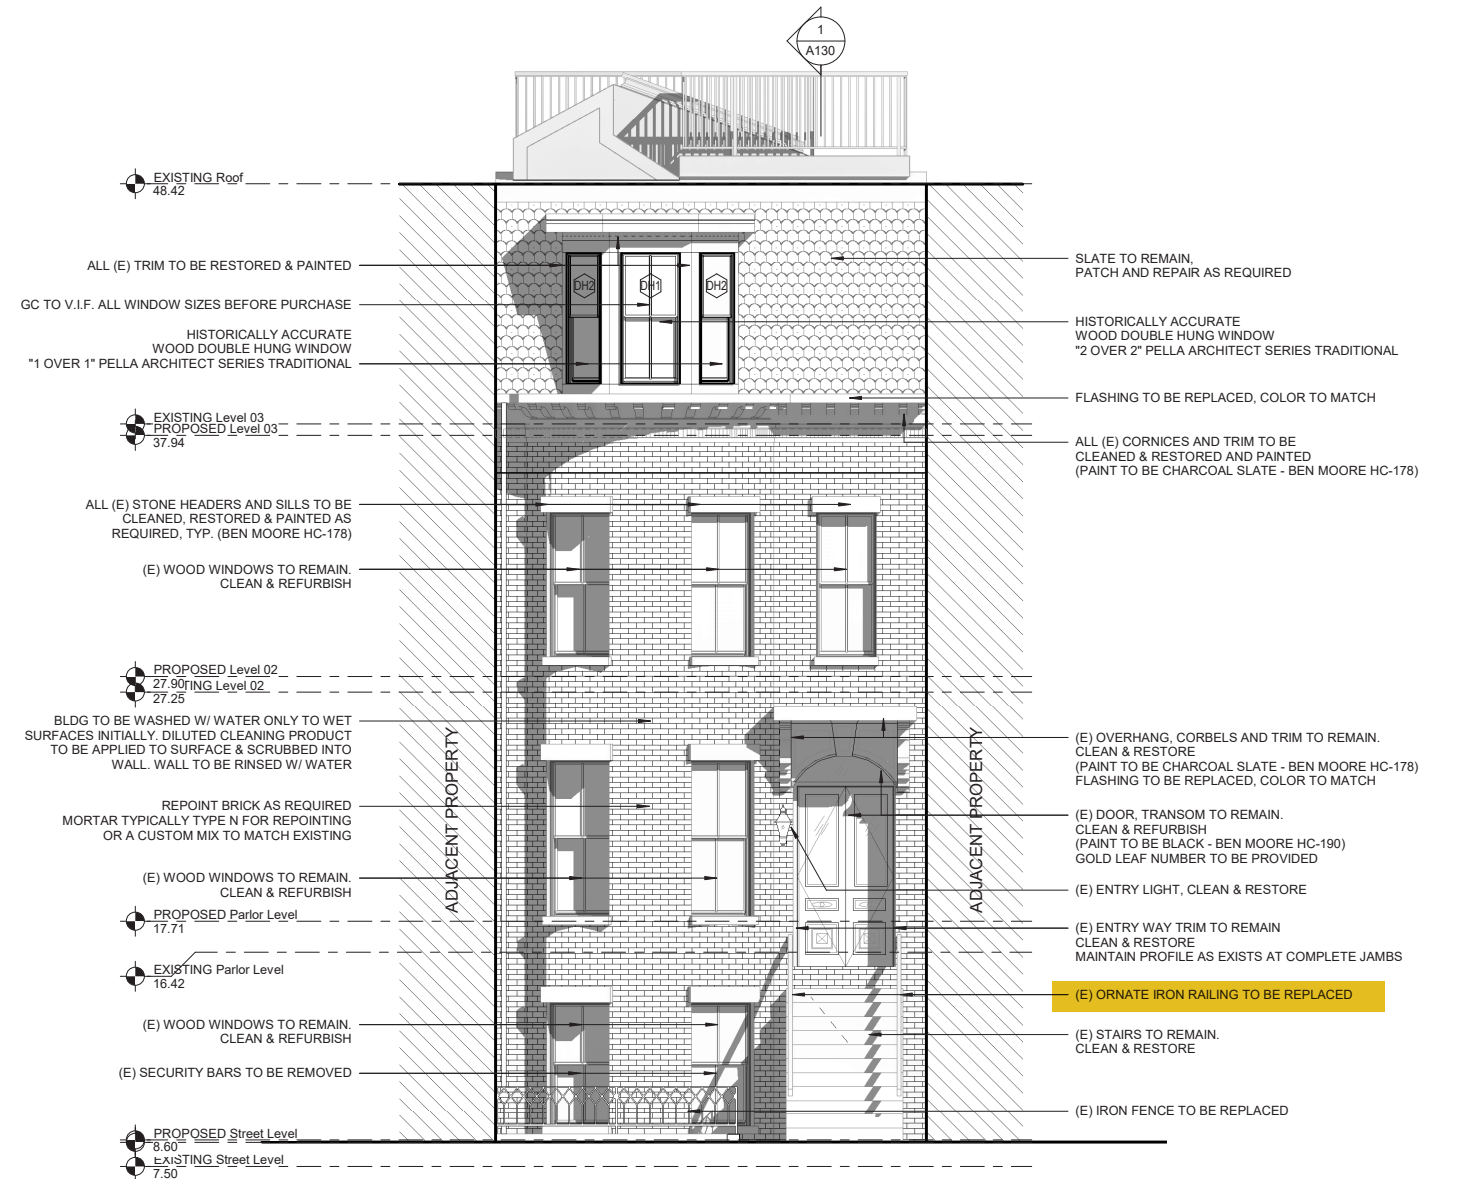 1
A130
EXISTING Roof
48.42
ALL (E) TRIM TO BE RESTORED & PAINTED
GC TO V.I.F. ALL WINDOW SIZES BEFORE PURCHASE
HISTORICALLY ACCURATE
WOOD DOUBLE HUNG WINDOW
"1 OVER 1" PELLA ARCHITECT SERIES TRADITIONAL
DH2
DH1
DH2
SLATE TO REMAIN,
PATCH AND REPAIR AS REQUIRED
HISTORICALLY ACCURATE
WOOD DOUBLE HUNG WINDOW
"2 OVER 2" PELLA ARCHITECT SERIES TRADITIONAL
FLASHING TO BE REPLACED, COLOR TO MATCH
EXISTING Level 03
PROPOSED Level 03
37.94
ALL (E) CORNICES AND TRIM TO BE
CLEANED & RESTORED AND PAINTED
(PAINT TO BE CHARCOAL SLATE - BEN MOORE HC-178)
ALL (E) STONE HEADERS AND SILLS TO BE
CLEANED, RESTORED & PAINTED AS
REQUIRED, TYP. (BEN MOORE HC-178)
(E) WOOD WINDOWS TO REMAIN.
CLEAN & REFURBISH
PROPOSED Level 02
27.90
TING Level 02
27.25
BLDG TO BE WASHED W/ WATER ONLY TO WET
SURFACES INITIALLY. DILUTED CLEANING PRODUCT
TO BE APPLIED TO SURFACE & SCRUBBED INTO
WALL. WALL TO BE RINSED W/ WATER
REPOINT BRICK AS REQUIRED
MORTAR TYPICALLY TYPE N FOR REPOINTING
OR A CUSTOM MIX TO MATCH EXISTING
(E) WOOD WINDOWS TO REMAIN.
CLEAN & REFURBISH
ADJACENT PROPERTY
ADJACENT PROPERTY
(E) OVERHANG, CORBELS AND TRIM TO REMAIN.
CLEAN & RESTORE
(PAINT TO BE CHARCOAL SLATE - BEN MOORE HC-178)
FLASHING TO BE REPLACED, COLOR TO MATCH
(E) DOOR, TRANSOM TO REMAIN.
CLEAN & REFURBISH
(PAINT TO BE BLACK - BEN MOORE HC-190)
GOLD LEAF NUMBER TO BE PROVIDED
(E) ENTRY LIGHT, CLEAN & RESTORE
PROPOSED Parlor Level
17.71
(E) ENTRY WAY TRIM TO REMAIN
CLEAN & RESTORE
MAINTAIN PROFILE AS EXISTS AT COMPLETE JAMBS
EXISTING Parlor Level
16.42
(E) ORNATE IRON RAILING TO BE REPLACED
(E) WOOD WINDOWS TO REMAIN.
CLEAN & REFURBISH
(E) STAIRS TO REMAIN.
CLEAN & RESTORE
(E) SECURITY BARS TO BE REMOVED
(E) IRON FENCE TO BE REPLACED
PROPOSED Street Level
8.60
EXISTING Street Level
7.50